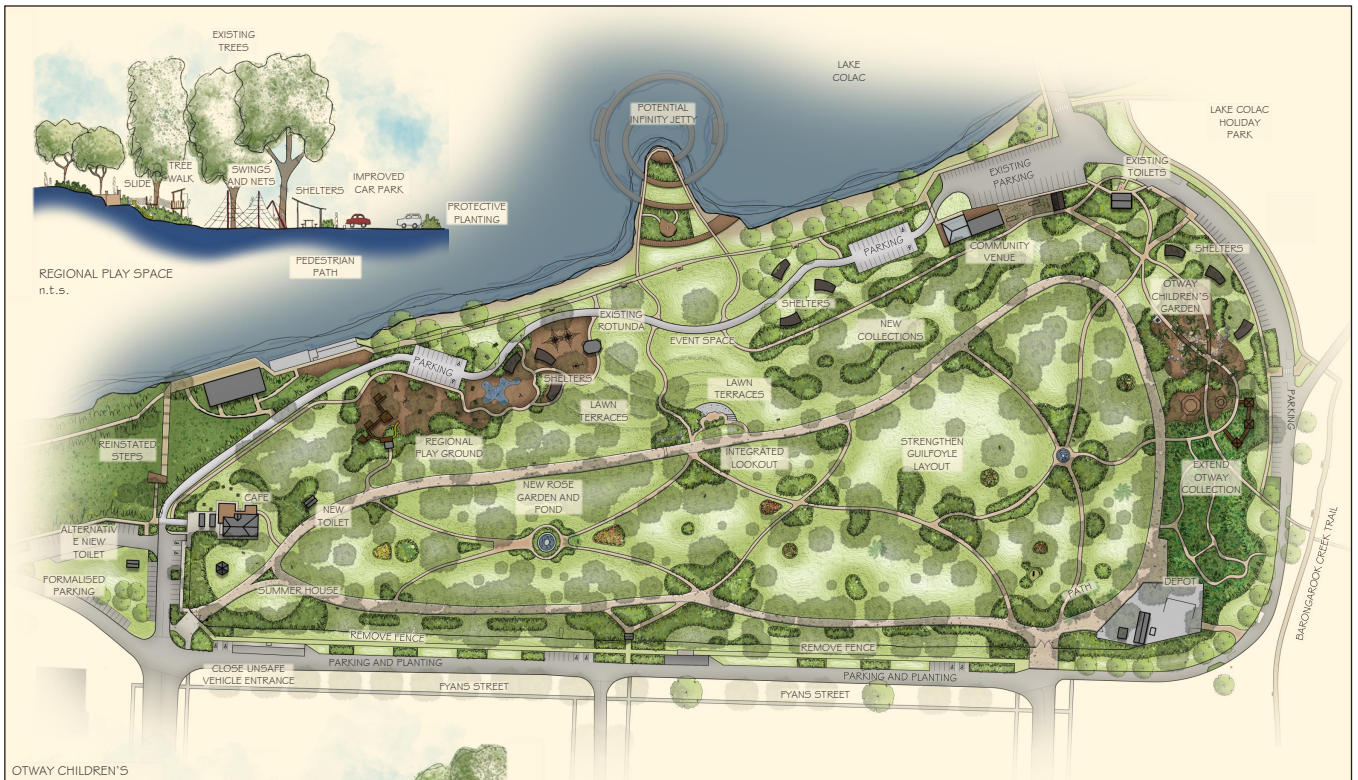 EXISTING
TREES
SLIDE
TREE
WALK
SWINGS
AND NETS
SHELTERS
IMPROVED
CAR PARK
PROTECTIVE
PLANTING
PEDESTRIAN
PATH
REGIONAL PLAY SPACE
n.t.s.
POTENTIAL
INFINITY JETTY
LAKE
COLAC
LAKE COLAC
HOLIDAY
PARK
EXISTING
PARKING
EXISTING
TOILETS
PARKING
COMMUNITY
VENUE
SHELTERS
OTWAY
CHILDREN'S
GARDEN
SHELTERS
EXISTING
ROTUNDA
EVENT SPACE
NEW
COLLECTIONS
PARKING
SHELTERS
LAWN
TERRACES
LAWN
TERRACES
PARKING
REINSTATED
STEPS
REGIONAL
PLAY GROUND
INTEGRATED
LOOKOUT
STRENGTHEN
GUILFOYLE
LAYOUT
EXTEND
OTWAY
COLLECTION
CAFE
NEW
TOILET
NEW ROSE
GARDEN AND
POND
ALTERNATIV
E NIEW
TOILET
FORMALISED
PARKING
SUMMER HOUSE
PATH
DEPOT
BARONGAROOK CREEK TRAIL
REMOVE FENCE
REMOVE FENCE
CLOSE UNSAFE
VEHICLE ENTRANCE
PARKING AND PLANTING
PARKING AND PLANTING
PYANS STREET
PYANS STREET
OTWAY CHILDREN'S